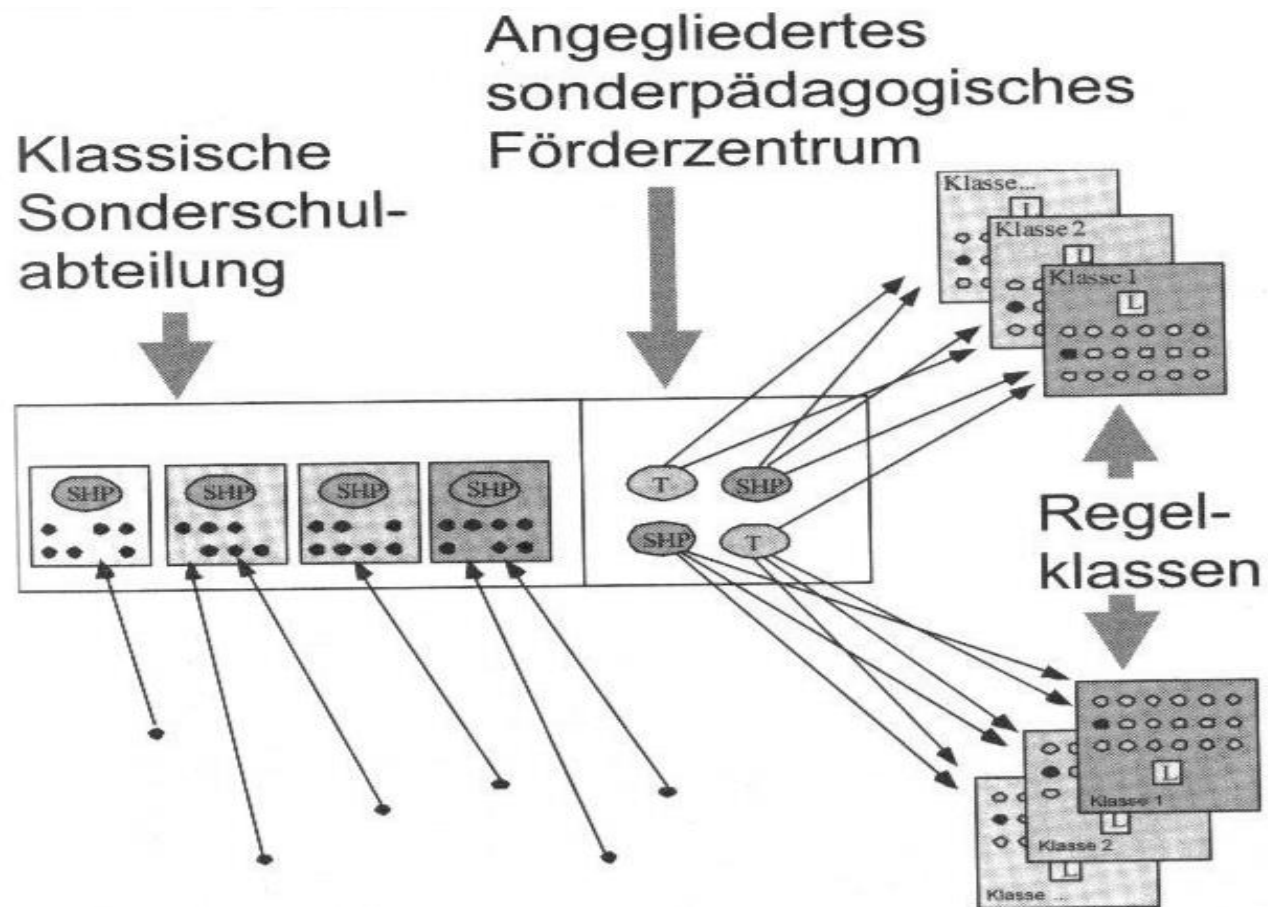 Angegliedertes
sonderpädagogisches
Förderzentrum
Klassische
Sonderschul-
abteilung
Klasse...
L
Klasse 2
L
Klasse 1
L
SHP
SHP
SHP
SHP
T
SHP
SHP
T
Regel-
klassen
L
Klasse 1
L
Klasse 2
L
Klasse ...